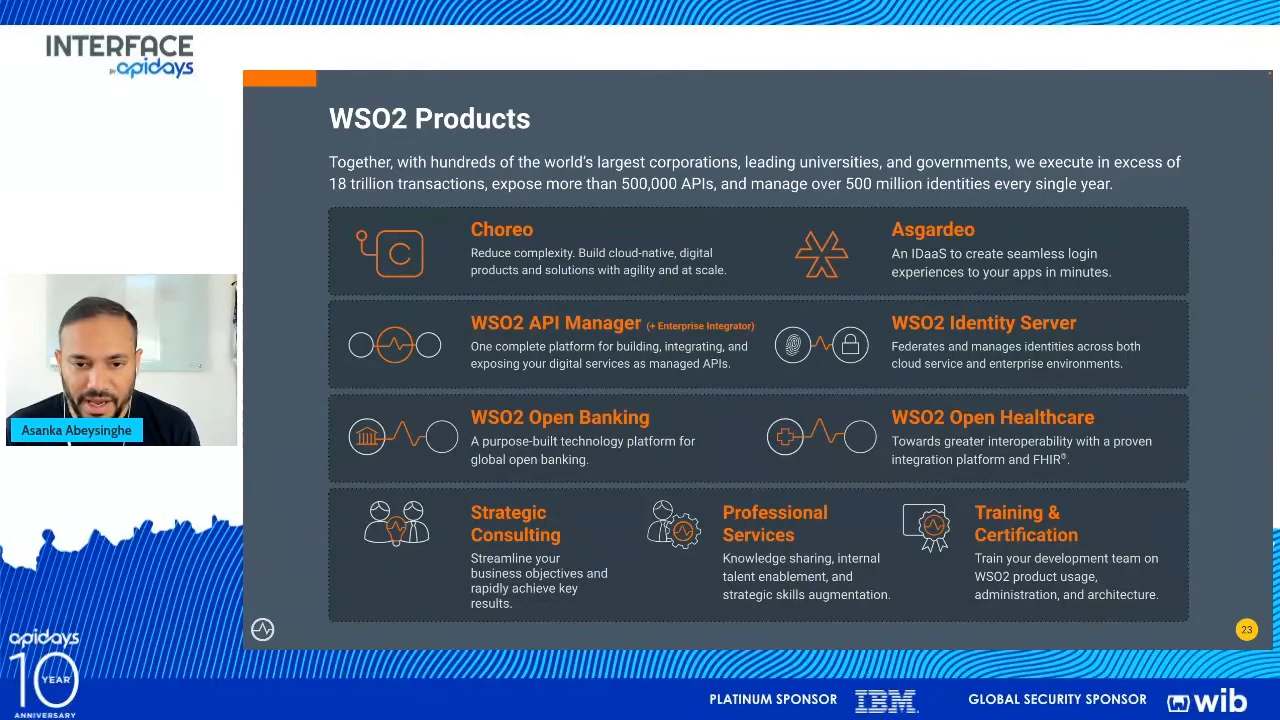 INTERFACE
BY apidays
WSO2 Products
Together, with hundreds of the world's largest corporations, leading universities, and governments, we execute in excess of
18 trillion transactions, expose more than 500,000 APIs, and manage over 500 million identities every single year.
C
Choreo
Reduce complexity. Build cloud-native, digital
products and solutions with agility and at scale.
Asgardeo
An IDaaS to create seamless login
experiences to your apps in minutes.
WSO2 API Manager (+ Enterprise Integrator)
One complete platform for building, integrating, and
exposing your digital services as managed APIs.
WSO2 Identity Server
Federates and manages identities across both
cloud service and enterprise environments.
WSO2 Open Banking
A purpose-built technology platform for
global open banking.
WSO2 Open Healthcare
Towards greater interoperability with a proven
integration platform and FHIR®.
Strategic
Consulting
Streamline your
business objectives and
rapidly achieve key
results.
Professional
Services
Knowledge sharing, internal
talent enablement, and
strategic skills augmentation.
Training &
Certification
Train your development team on
WSO2 product usage,
administration, and architecture.
23
Asanka Abeysinghe
apidays
10
YEAR
ANNIVERSARY
PLATINUM SPONSOR
IBM
GLOBAL SECURITY SPONSOR
wib